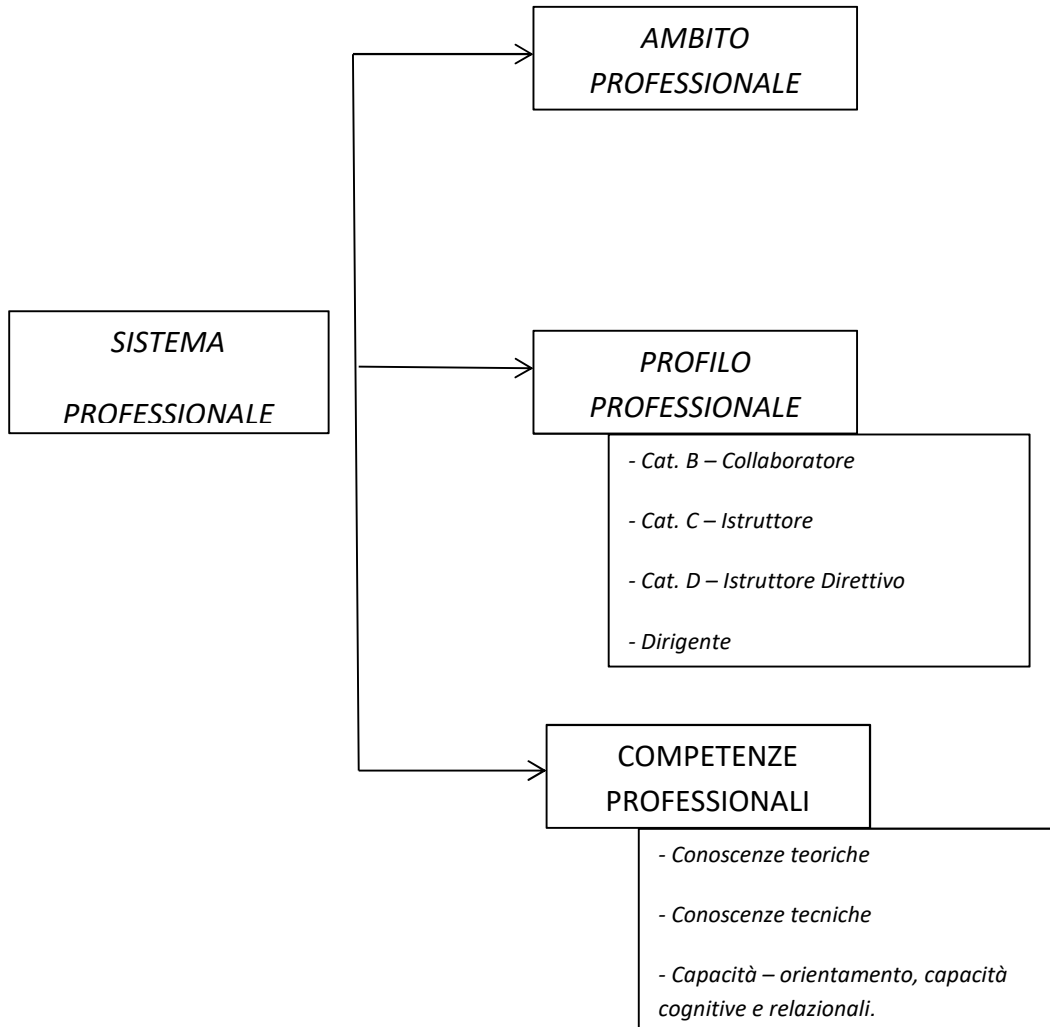 AMBITO
PROFESSIONALE
SISTEMA
PROFESSIONALE
PROFILO
PROFESSIONALE
- Cat. B – Collaboratore
- Cat. C – Istruttore
- Cat. D – Istruttore Direttivo
- Dirigente
COMPETENZE
PROFESSIONALI
- Conoscenze teoriche
- Conoscenze tecniche
- Capacità – orientamento, capacità
cognitive e relazionali.